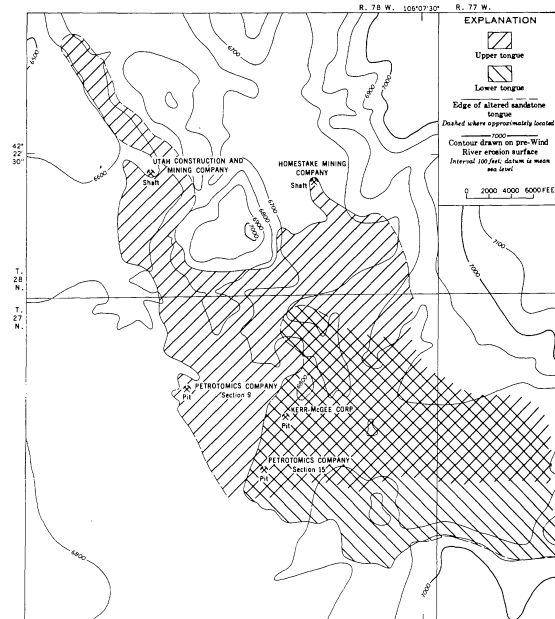 R. 78 W. 106°07'30" R. 77 W.
EXPLANATION
Upper tongue
Lower tongue
Edge of altered sandstone
tongue
Dashed where approximately located
7000
Contour drawn on pre-Wind
River erosion surface
Interval 100 feet; datum is mean
sea level
0 2000 4000 6000 FEET
42°
22'
30"
T.
28
N.
T.
27
N.
6500
6700
6900
7000
6600
UTAH CONSTRUCTION AND
MINING COMPANY
Shaft
HOMESTAKE MINING
COMPANY
Shaft
6700
6800
6900
7000
7100
7000
PETROTOMICS COMPANY
Section 9
Pit
6800
KERR-McGEE CORP
Pit
PETROTOMICS COMPANY
Section 15
Pit
6800
7000